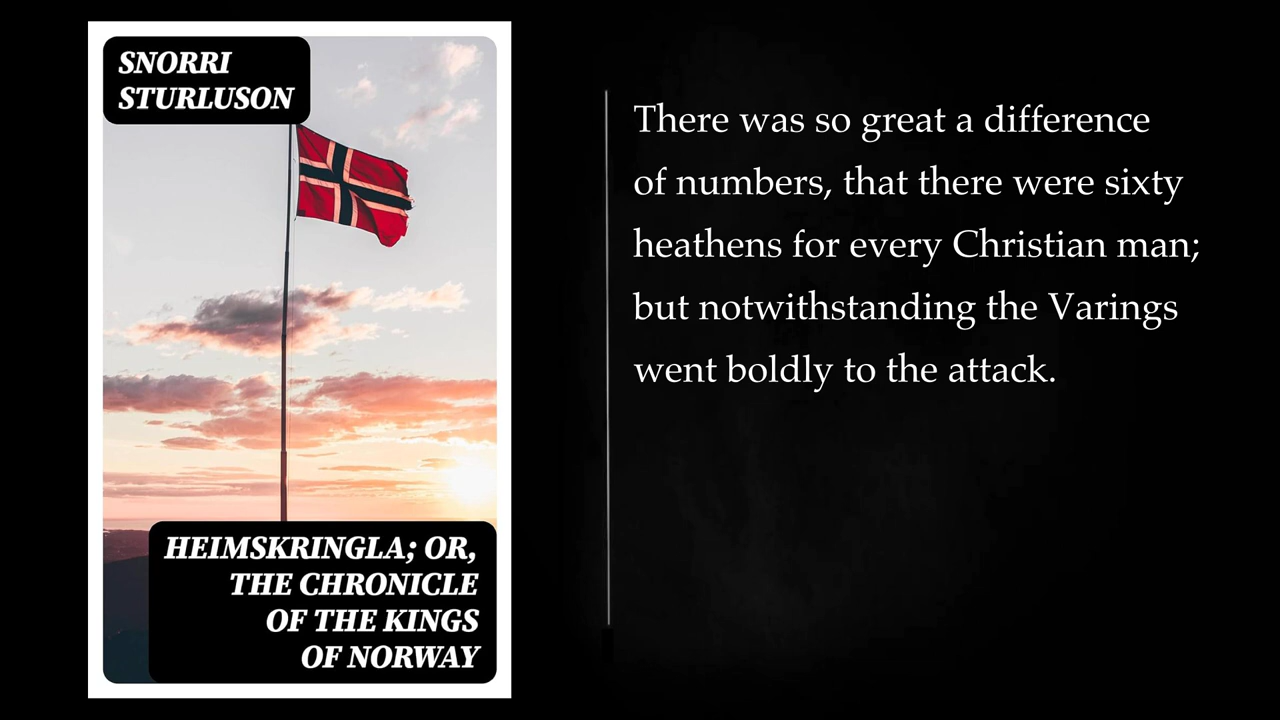 SNORRI
STURLUSON
HEIMSKRINGLA; OR,
THE CHRONICLE
OF THE KINGS
OF NORWAY
There was so great a difference
of numbers, that there were sixty
heathens for every Christian man;
but notwithstanding the Varings
went boldly to the attack.